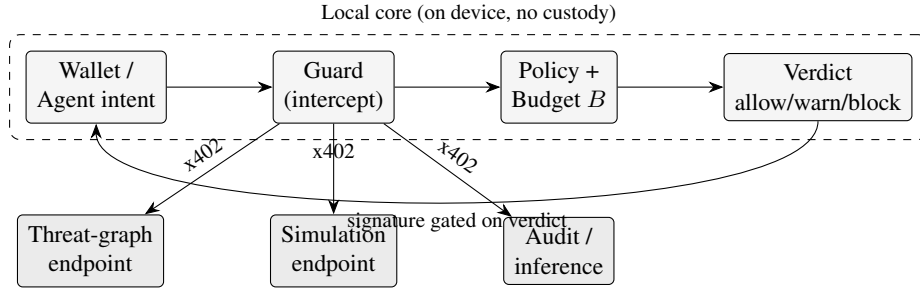 Local core (on device, no custody)
Wallet /
Agent intent
Guard
(intercept)
Policy +
Budget B
Verdict
allow/warn/block
x402
x402
x402
signature gated on verdict
Threat-graph
endpoint
Simulation
endpoint
Audit /
inference